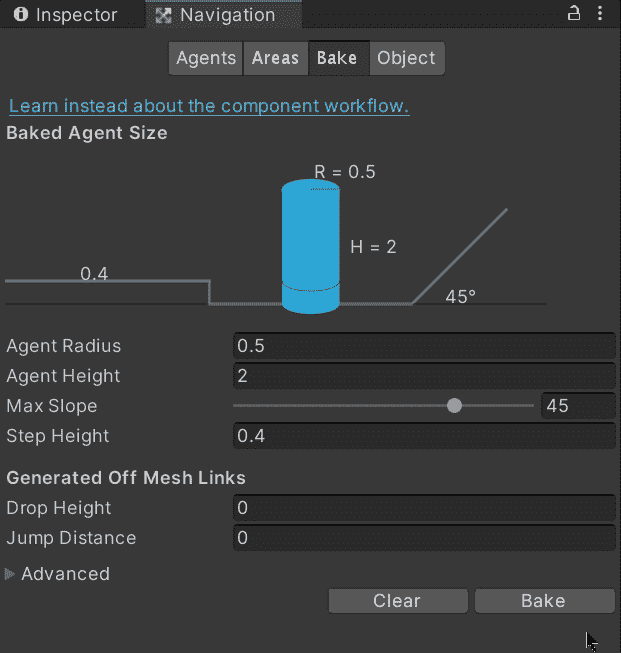 Inspector Navigation
Agents Areas Bake Object
Learn instead about the component workflow.
Baked Agent Size
R = 0.5
H = 2
0.4
45°
Agent Radius 0.5
Agent Height 2
Max Slope 45
Step Height 0.4
Generated Off Mesh Links
Drop Height 0
Jump Distance 0
Advanced
Clear Bake